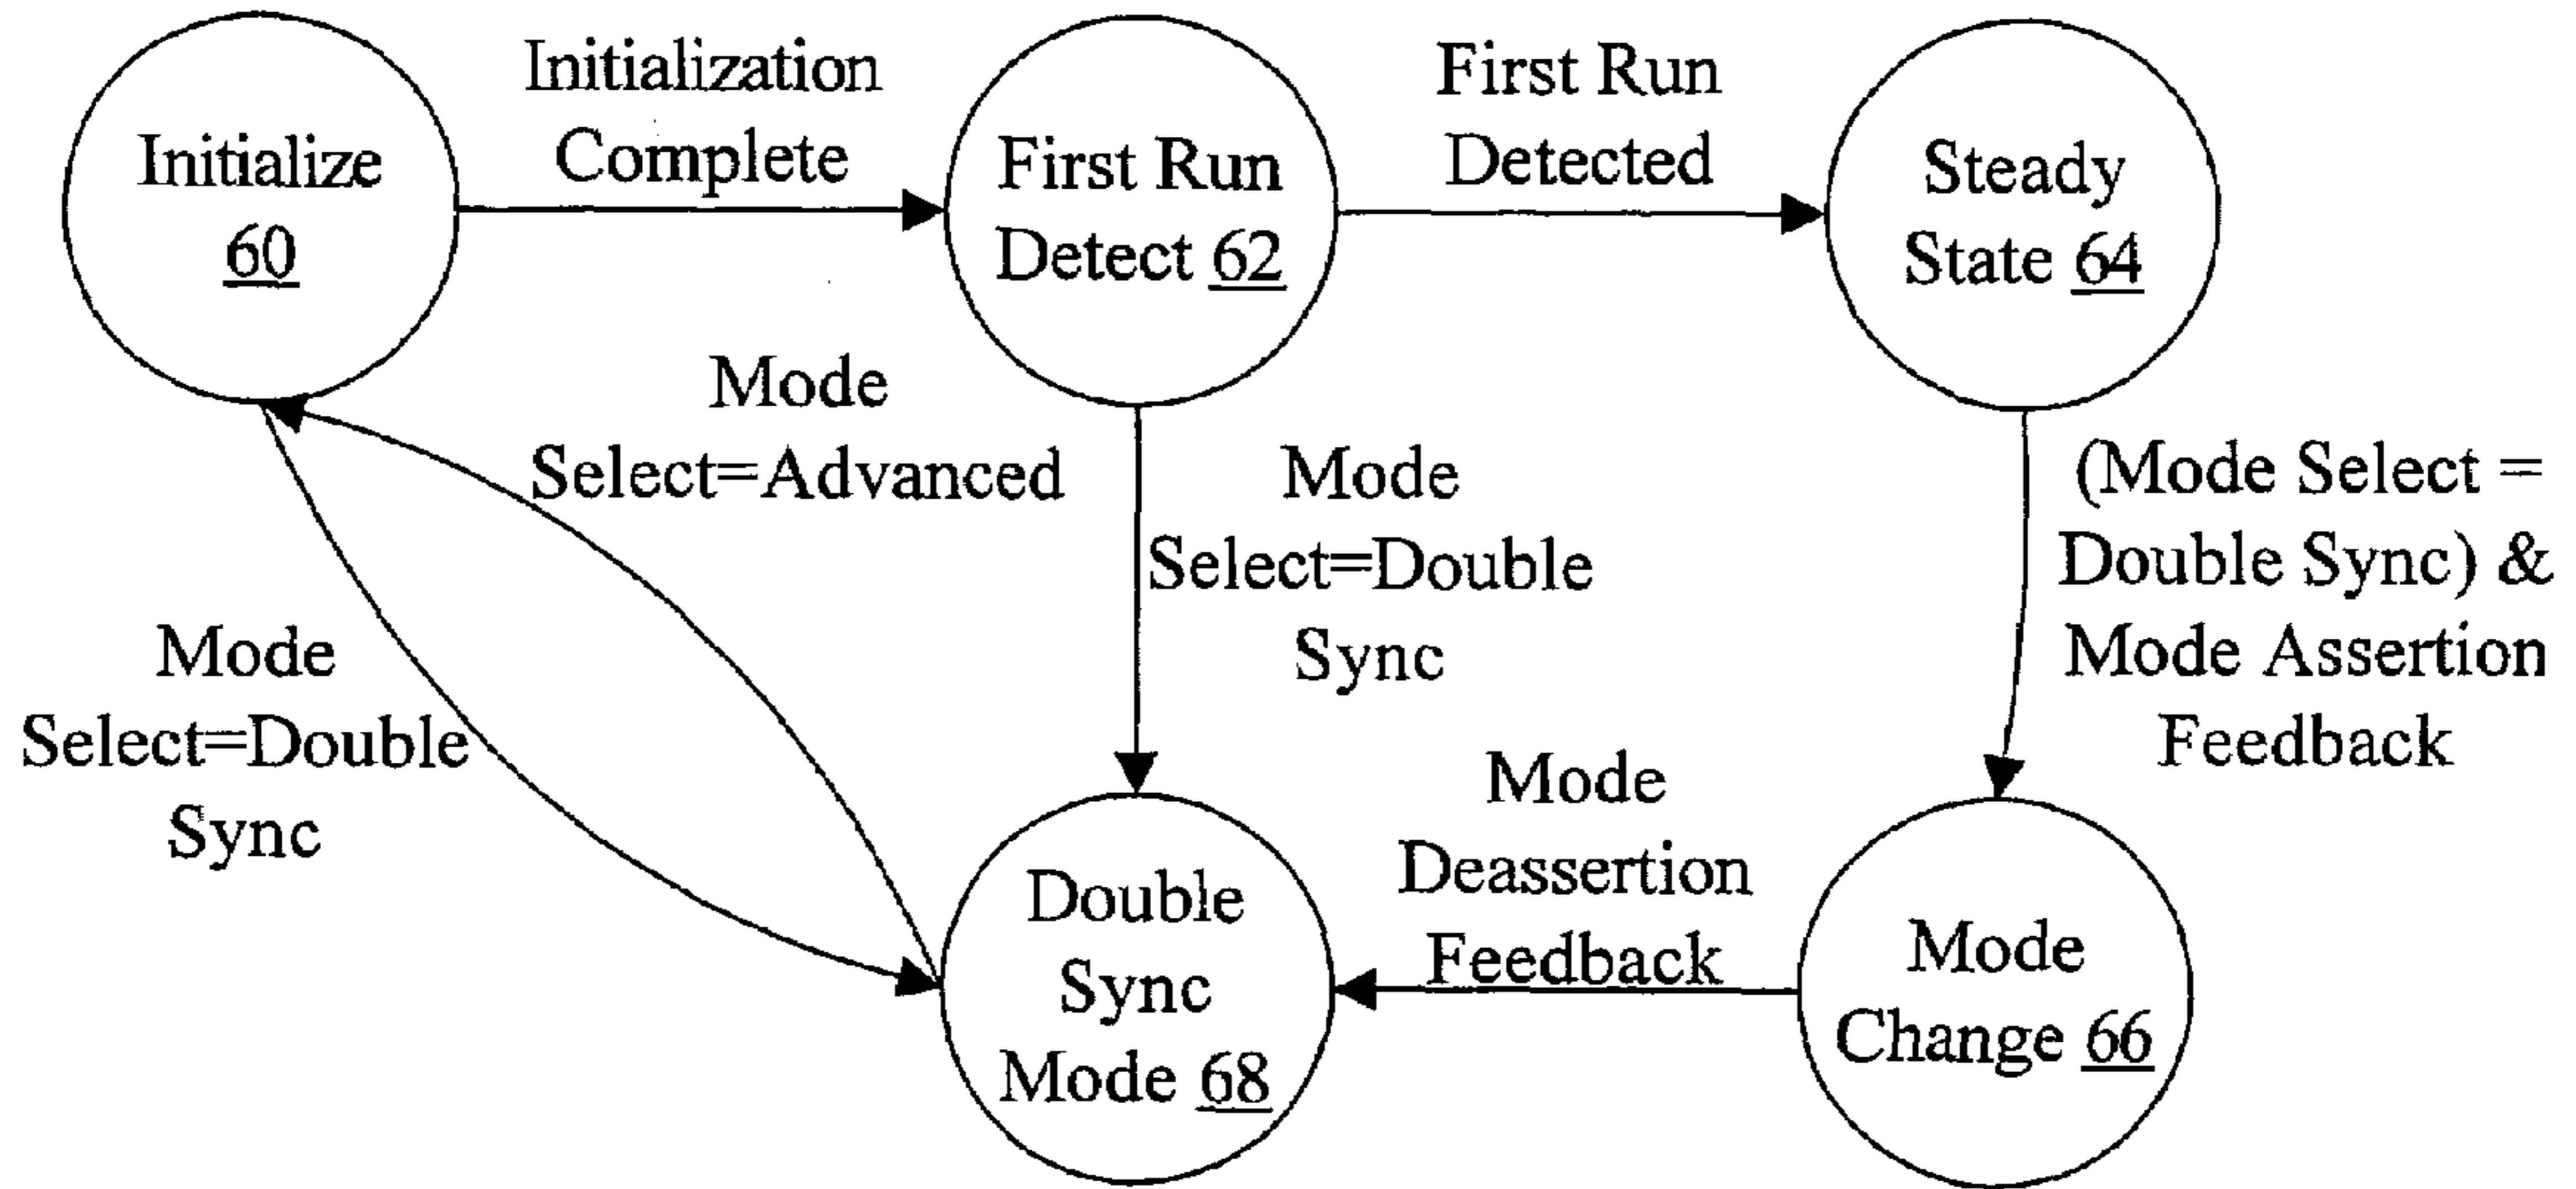 Initialize
60
Initialization
Complete
First Run
Detect 62
First Run
Detected
Steady
State 64
Mode
Select=Advanced
Mode
Select=Double
Sync
(Mode Select =
Double Sync) &
Mode Assertion
Feedback
Mode
Select=Double
Sync
Mode
Deassertion
Feedback
Double
Sync
Mode 68
Mode
Change 66